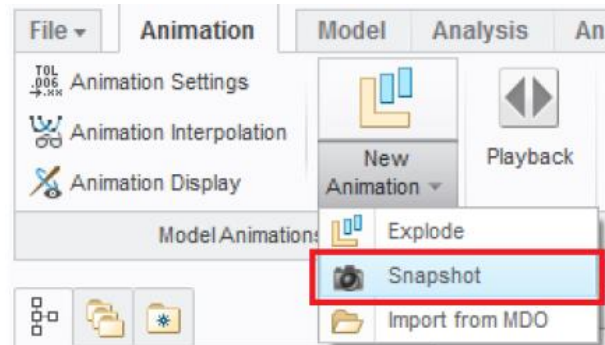 File Animation Model Analysis An
TOL
.006
→.xx
Animation Settings
Animation Interpolation
Animation Display
New
Animation
Playback
Model Animations
Explode
Snapshot
Import from MDO